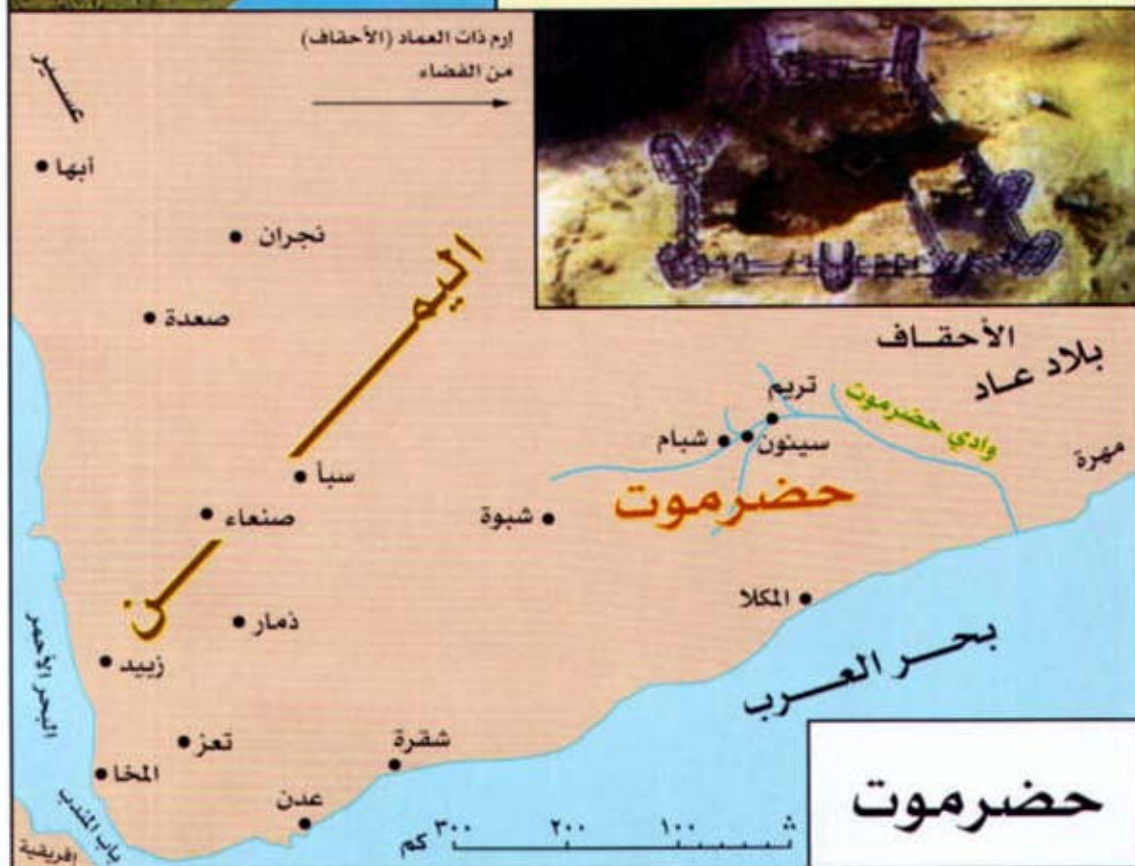 إرم ذات العماد (الأحقاف)
من الفضاء
عسير
أبها
نجران
اليمن
صعدة
الأحقاف
بلاد عاد
تريم
وادي حضرموت
سينون
شبام
مهرة
سبأ
حضرموت
صنعاء
شبوة
المكلا
ذمار
زبيد
البحر الأحمر
بحر العرب
تعز
شقرة
المخا
عدن
باب المندب
إفريقية
٣٠٠ ٢٠٠ ١٠٠ ث
كم
حضرموت